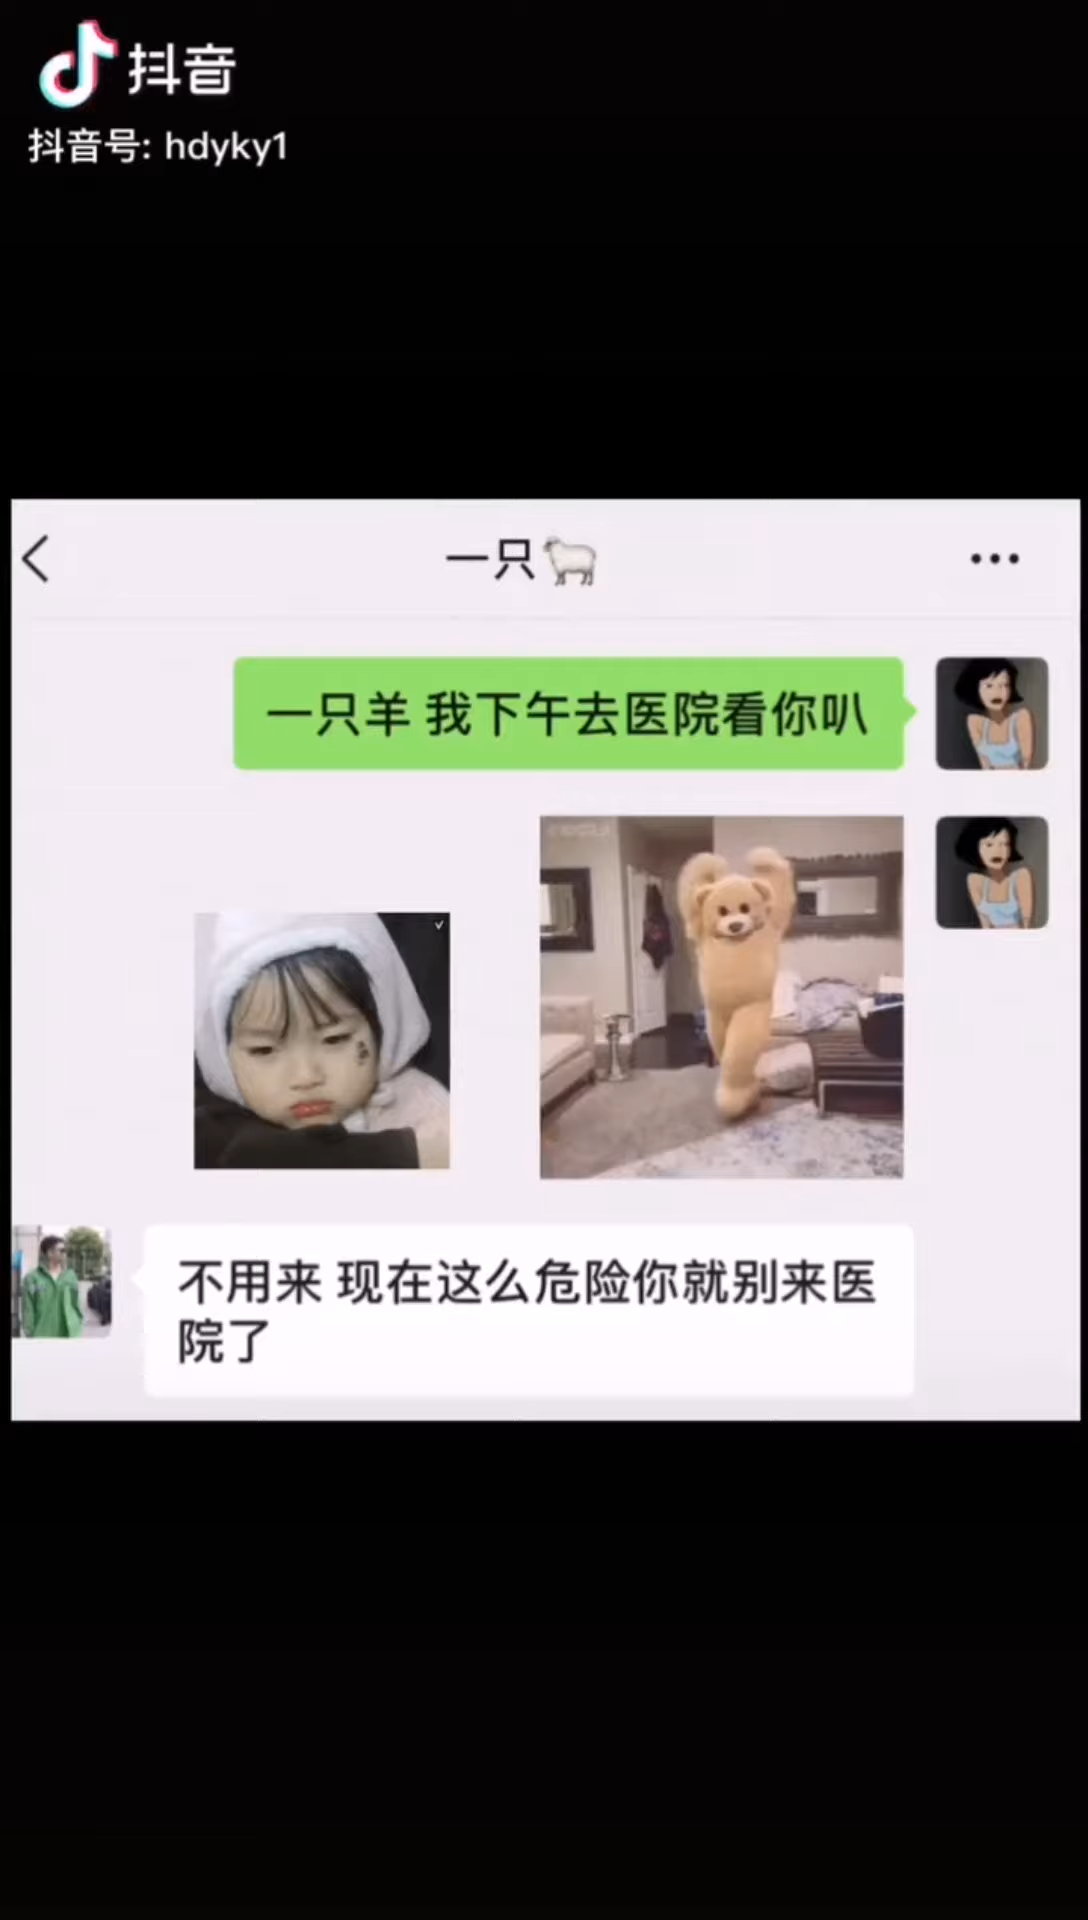 抖音
抖音号: hdyky1
一只🐑
一只羊 我下午去医院看你叭
不用来 现在这么危险你就别来医
院了